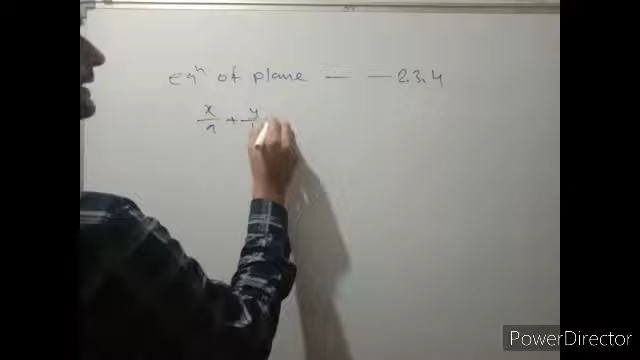 Eqⁿ of plane — — 2.3.4
x/a + y/b
PowerDirector